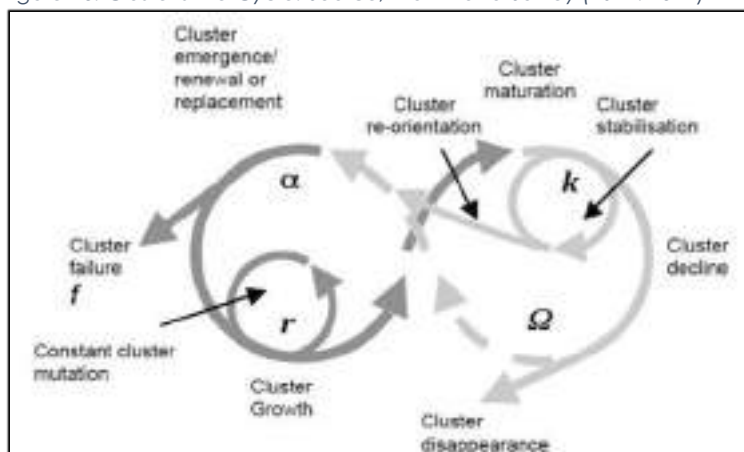 Cluster
emergence/
renewal or
replacement
Cluster
maturation
Cluster
re-orientation
Cluster
stabilisation
α
k
Cluster
failure
f
Cluster
decline
r
Ω
Constant cluster
mutation
Cluster
Growth
Cluster
disappearance